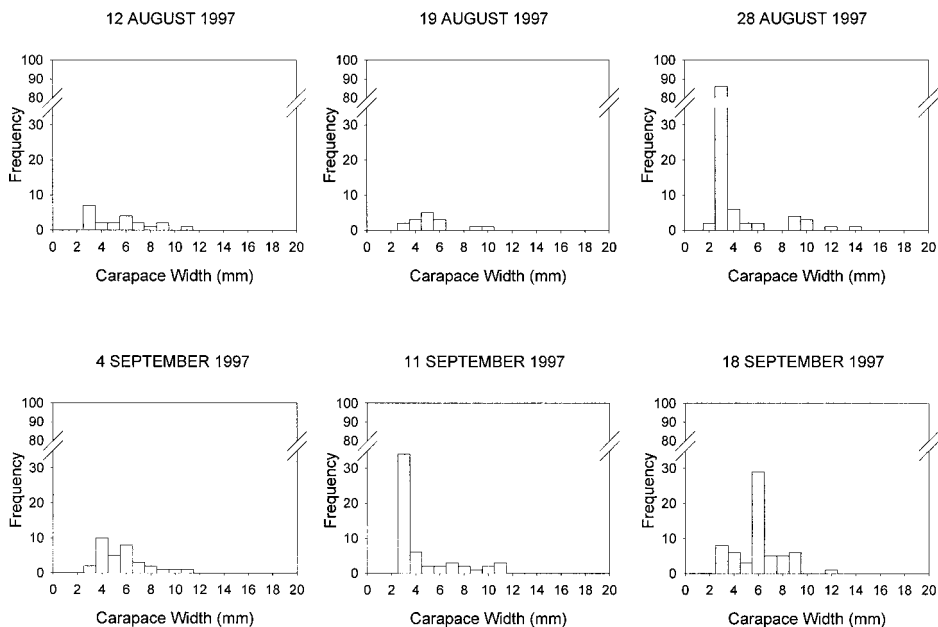 12 AUGUST 1997
19 AUGUST 1997
28 AUGUST 1997
100
90
80
30
20
10
0
Frequency
0 2 4 6 8 10 12 14 16 18 20
Carapace Width (mm)
100
90
80
30
20
10
0
Frequency
0 2 4 6 8 10 12 14 16 18 20
Carapace Width (mm)
100
90
80
30
20
10
0
Frequency
0 2 4 6 8 10 12 14 16 18 20
Carapace Width (mm)
4 SEPTEMBER 1997
11 SEPTEMBER 1997
18 SEPTEMBER 1997
100
90
80
30
20
10
0
Frequency
0 2 4 6 8 10 12 14 16 18 20
Carapace Width (mm)
100
90
80
30
20
10
0
Frequency
0 2 4 6 8 10 12 14 16 18 20
Carapace Width (mm)
100
90
80
30
20
10
0
Frequency
0 2 4 6 8 10 12 14 16 18 20
Carapace Width (mm)